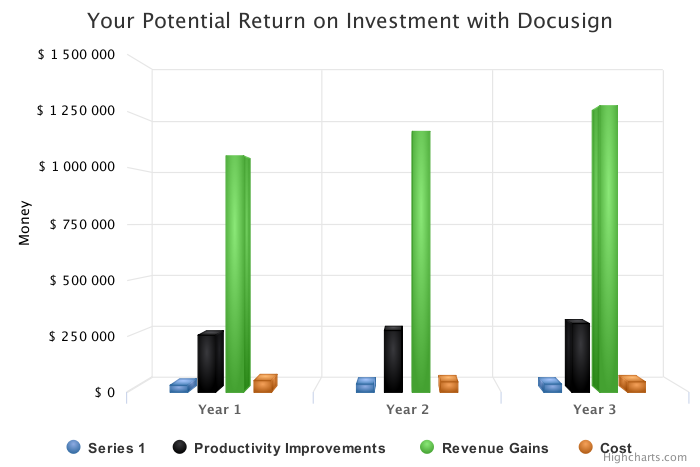 Your Potential Return on Investment with Docusign
$ 1 500 000
$ 1 250 000
$ 1 000 000
$ 750 000
$ 500 000
$ 250 000
$ 0
Money
Year 1
Year 2
Year 3
Series 1
Productivity Improvements
Revenue Gains
Cost
Highcharts.com